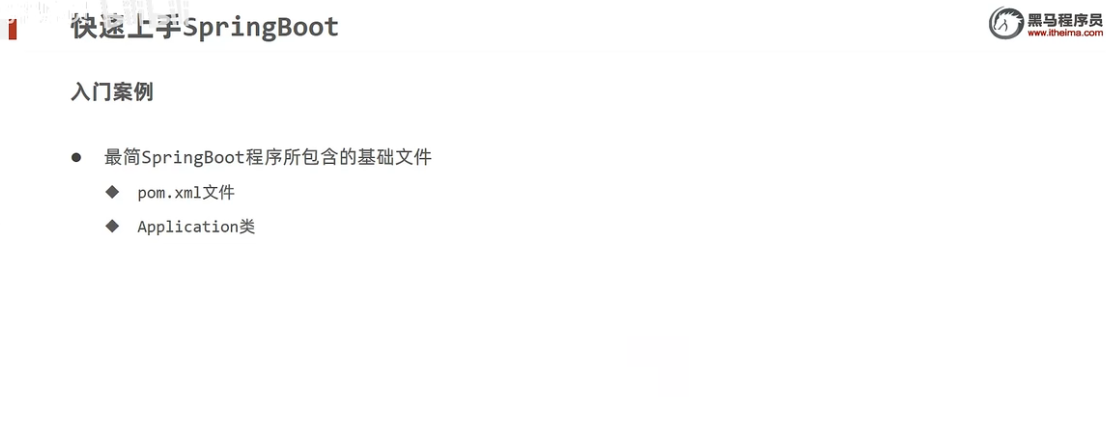 快速上手SpringBoot
黑马程序员
www.itheima.com
入门案例
● 最简SpringBoot程序所包含的基础文件
◆ pom.xml文件
◆ Application类